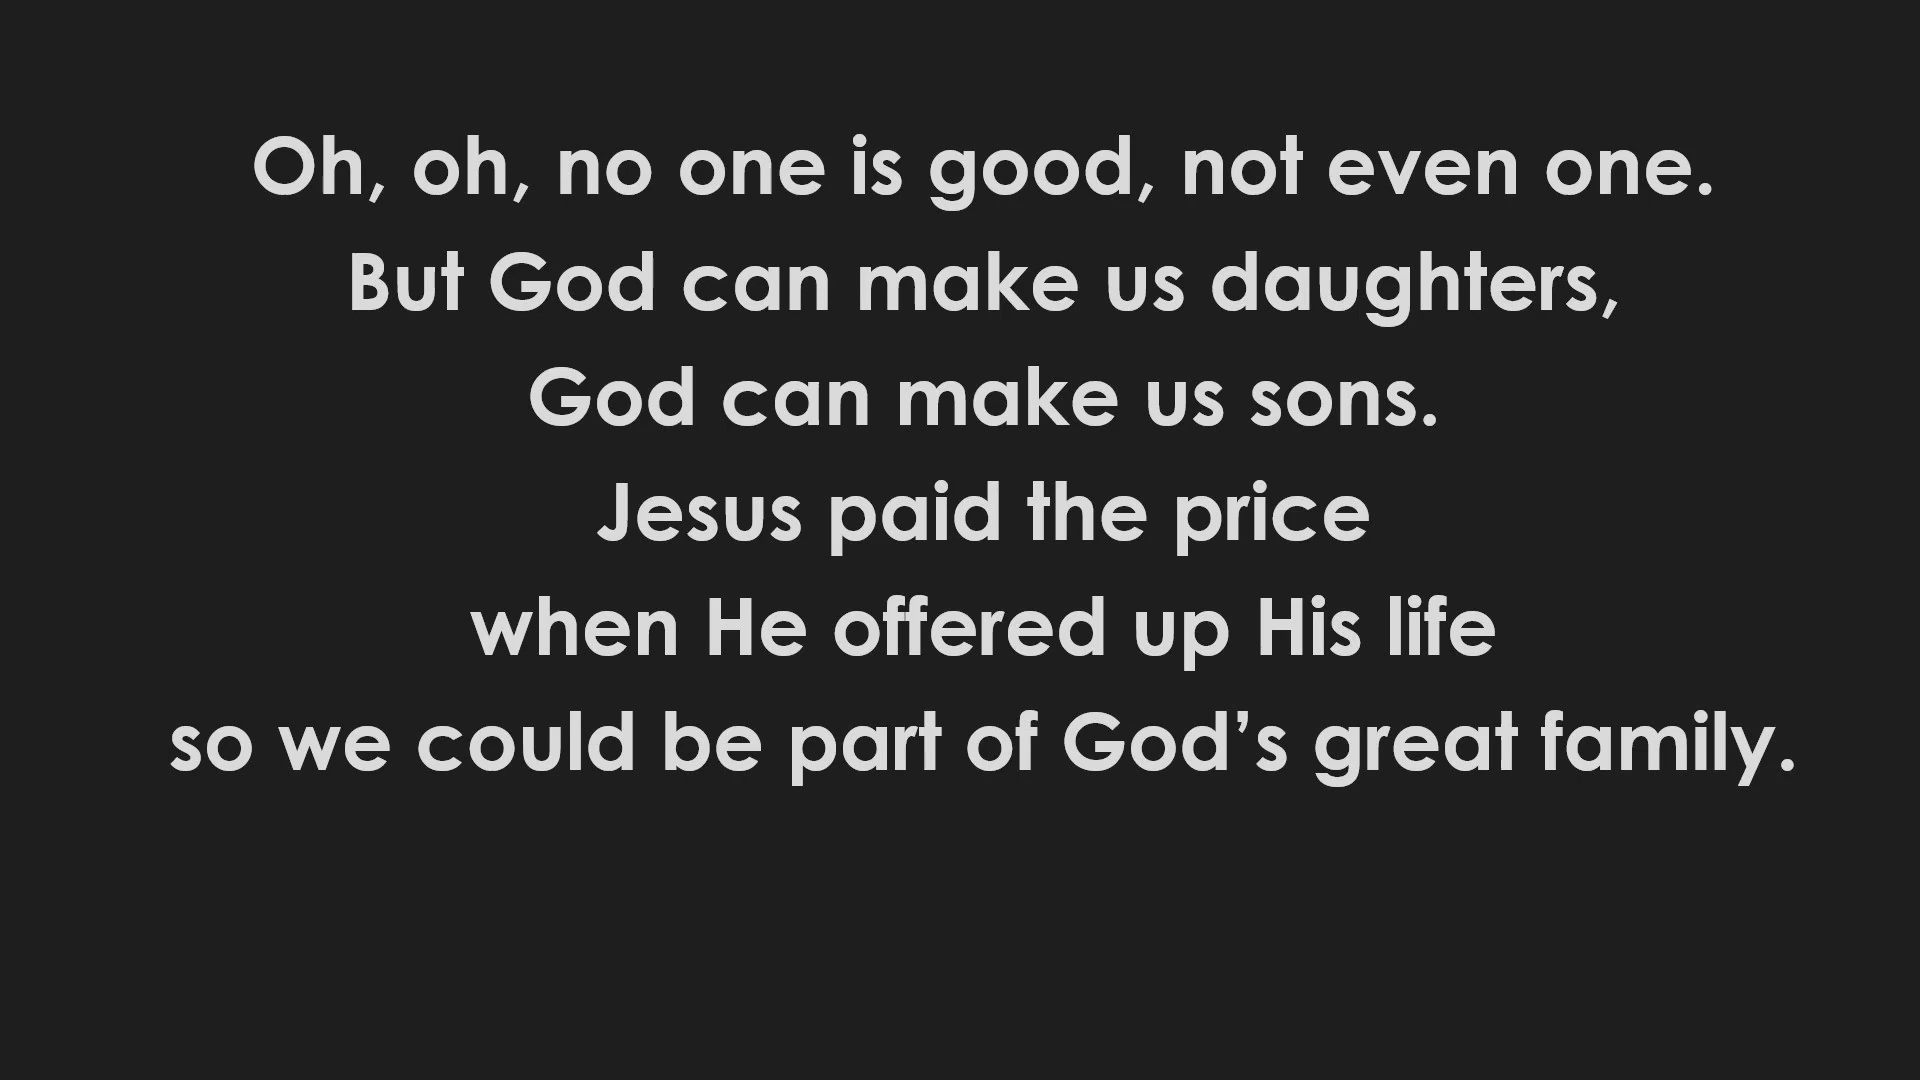 Oh, oh, no one is good, not even one.
But God can make us daughters,
God can make us sons.
Jesus paid the price
when He offered up His life
so we could be part of God’s great family.